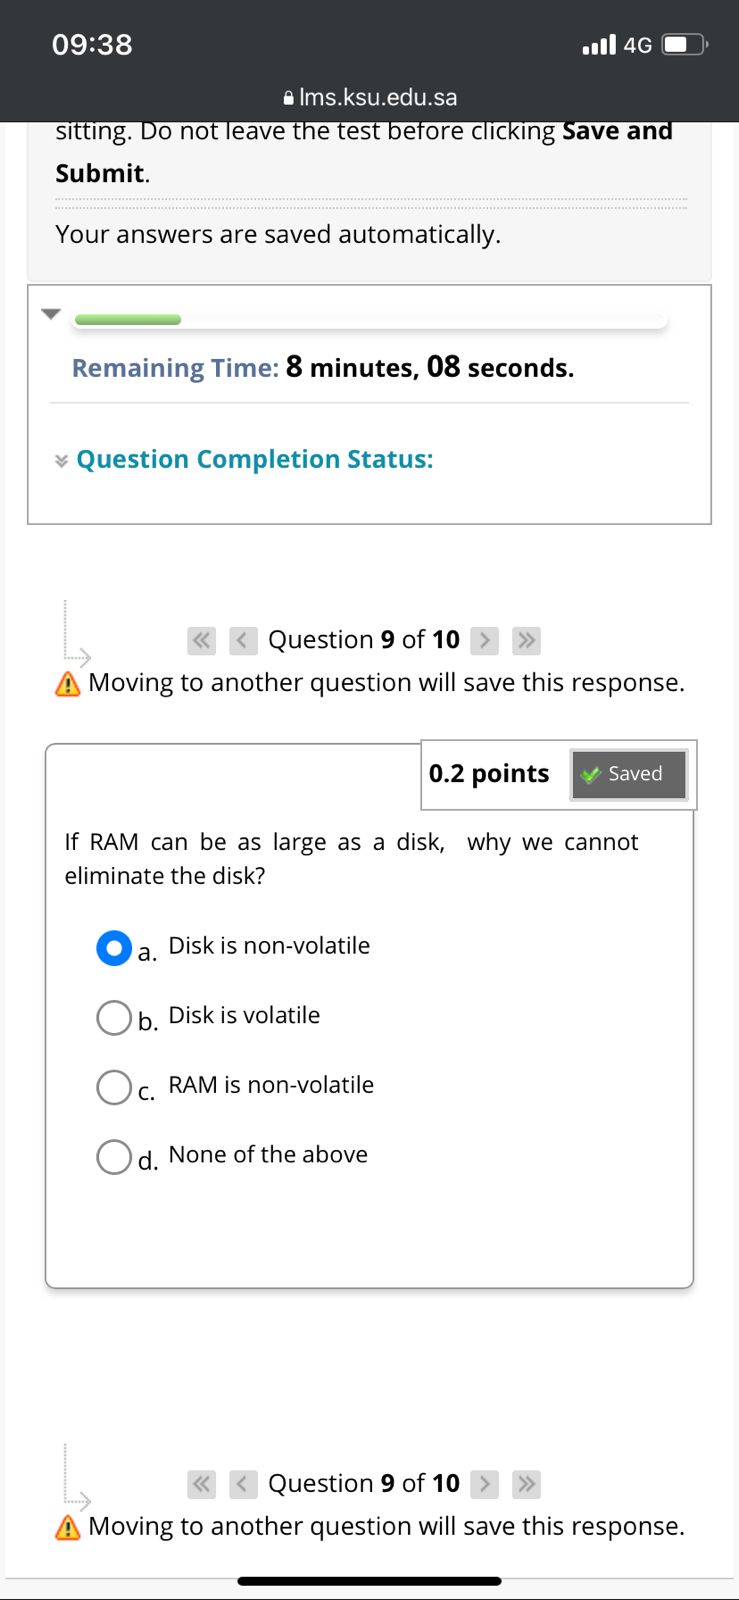 09:38
4G
lms.ksu.edu.sa
sitting. Do not leave the test before clicking Save and
Submit.
Your answers are saved automatically.
Remaining Time: 8 minutes, 08 seconds.
Question Completion Status:
Question 9 of 10
Moving to another question will save this response.
0.2 points
Saved
If RAM can be as large as a disk, why we cannot
eliminate the disk?
a. Disk is non-volatile
b. Disk is volatile
c. RAM is non-volatile
d. None of the above
Question 9 of 10
Moving to another question will save this response.